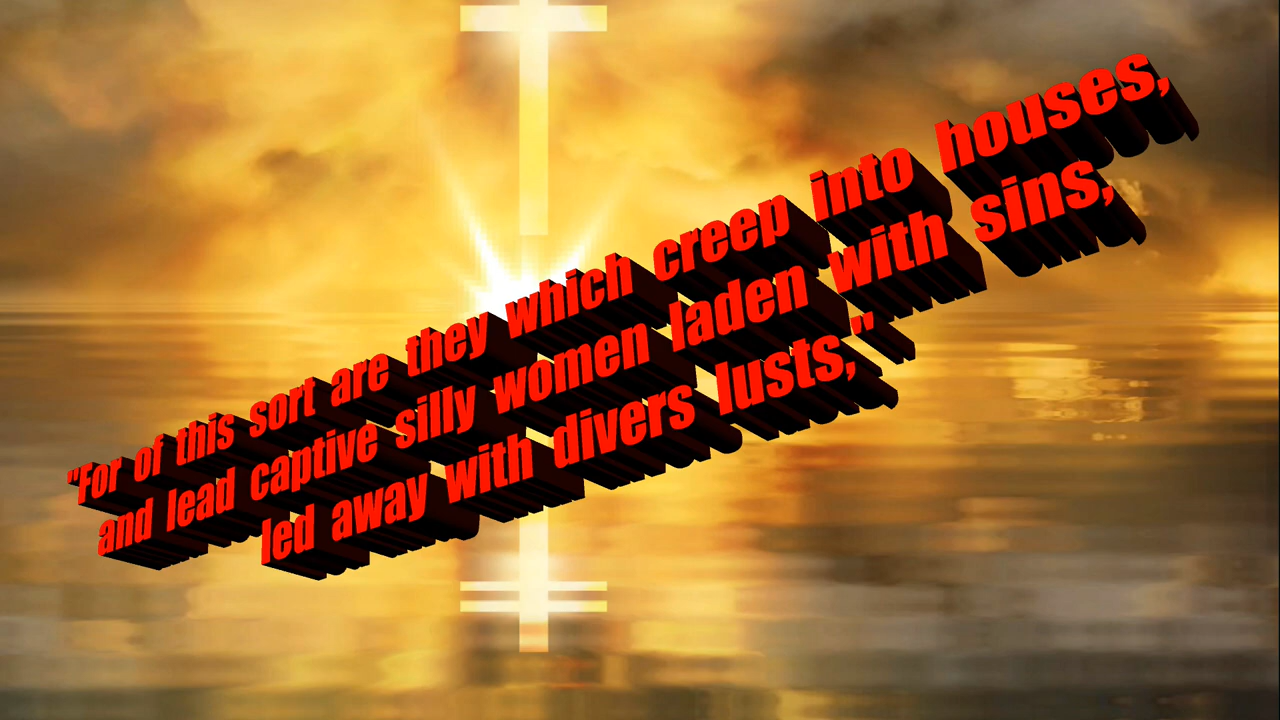 "For of this sort are they which creep into houses,
and lead captive silly women laden with sins,
led away with divers lusts,"